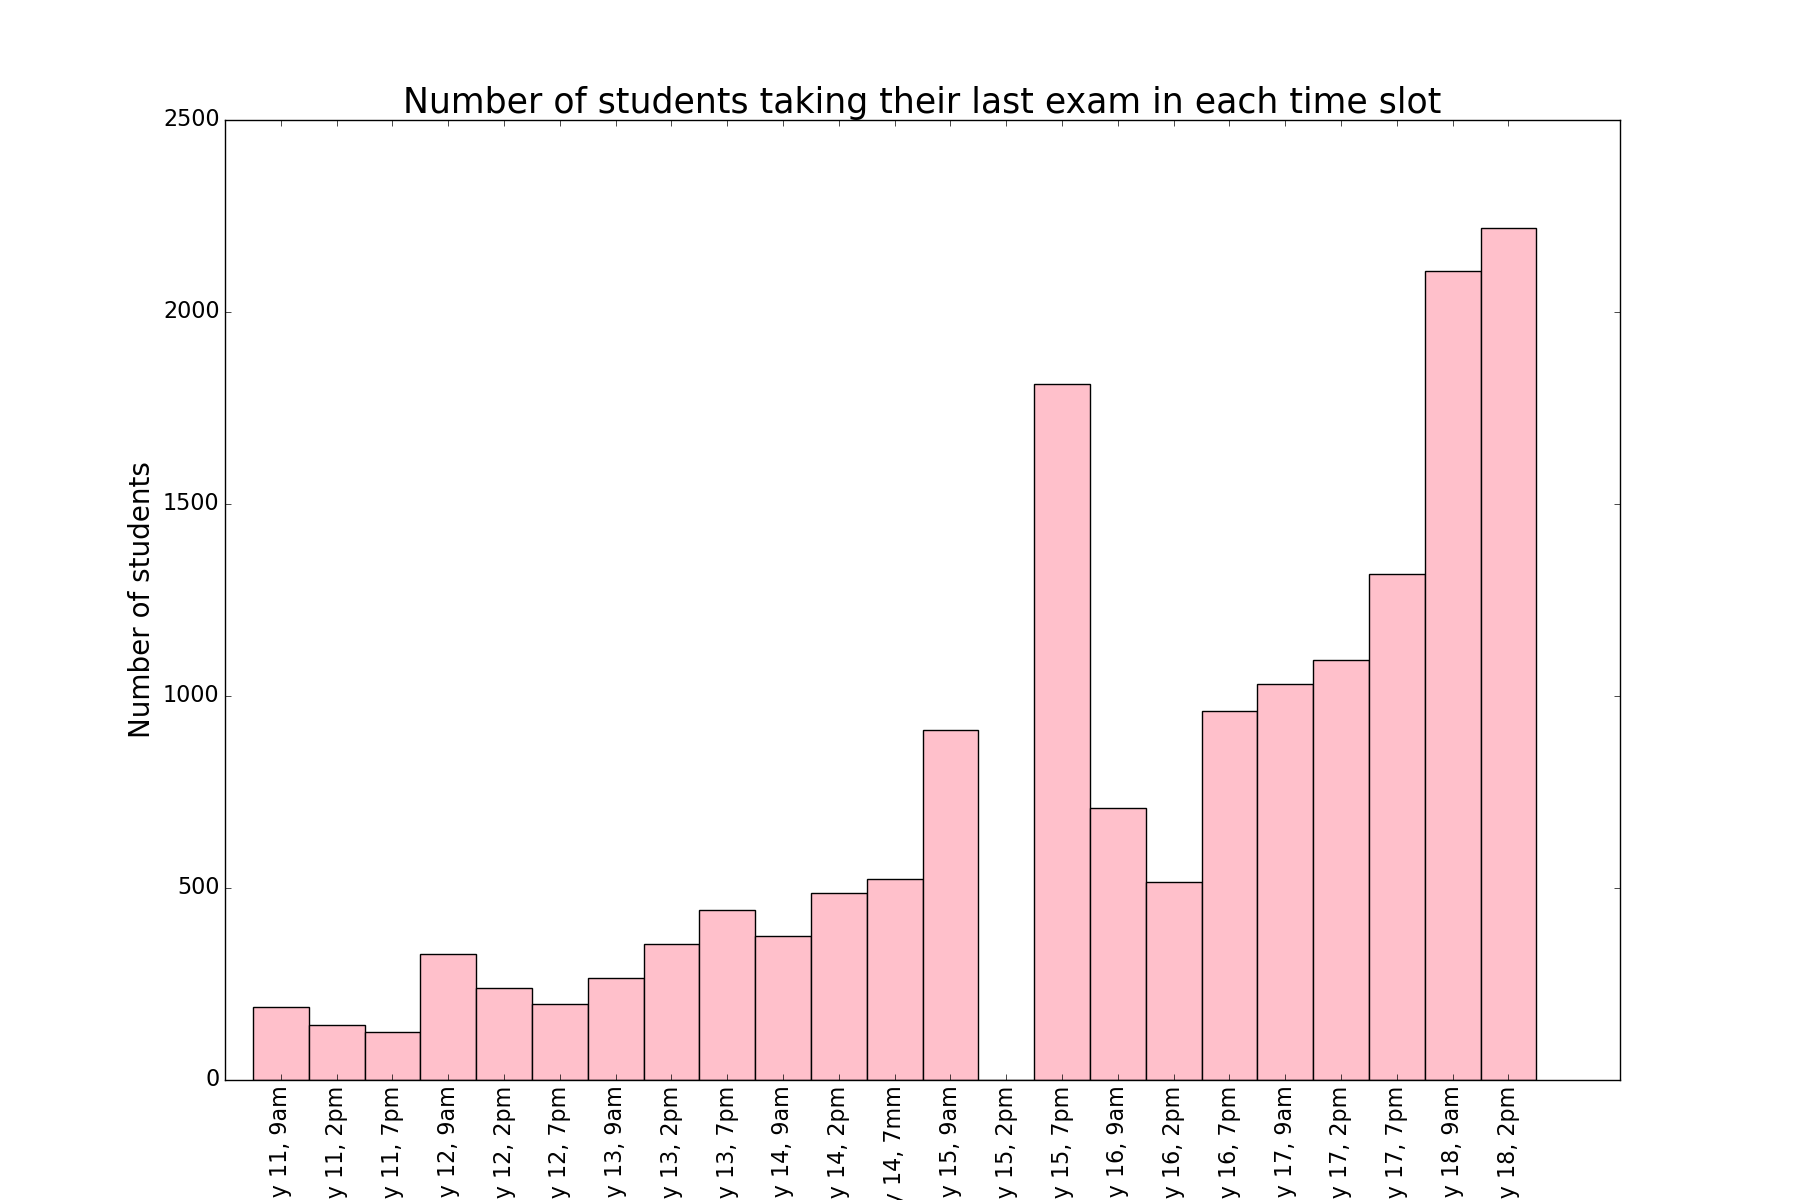 Number of students taking their last exam in each time slot
Number of students
2500
2000
1500
1000
500
0
y 11, 9am
y 11, 2pm
y 11, 7pm
y 12, 9am
y 12, 2pm
y 12, 7pm
y 13, 9am
y 13, 2pm
y 13, 7pm
y 14, 9am
y 14, 2pm
y 14, 7mm
y 15, 9am
y 15, 2pm
y 15, 7pm
y 16, 9am
y 16, 2pm
y 16, 7pm
y 17, 9am
y 17, 2pm
y 17, 7pm
y 18, 9am
y 18, 2pm